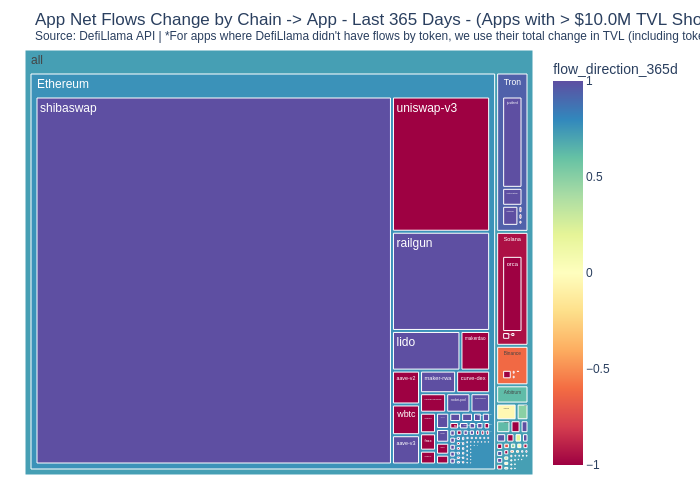 App Net Flows Change by Chain -> App - Last 365 Days - (Apps with > $10.0M TVL Sho
Source: DefiLlama API | *For apps where DefiLlama didn't have flows by token, we use their total change in TVL (including toke
all
Ethereum
shibaswap
uniswap-v3
railgun
lido
makerdao
aave-v2
maker-rwa
curve-dex
wbtc
aave-v3
frax
Tron
Solana
orca
Binance
Arbitrum
flow_direction_365d
1
0.5
0
−0.5
−1